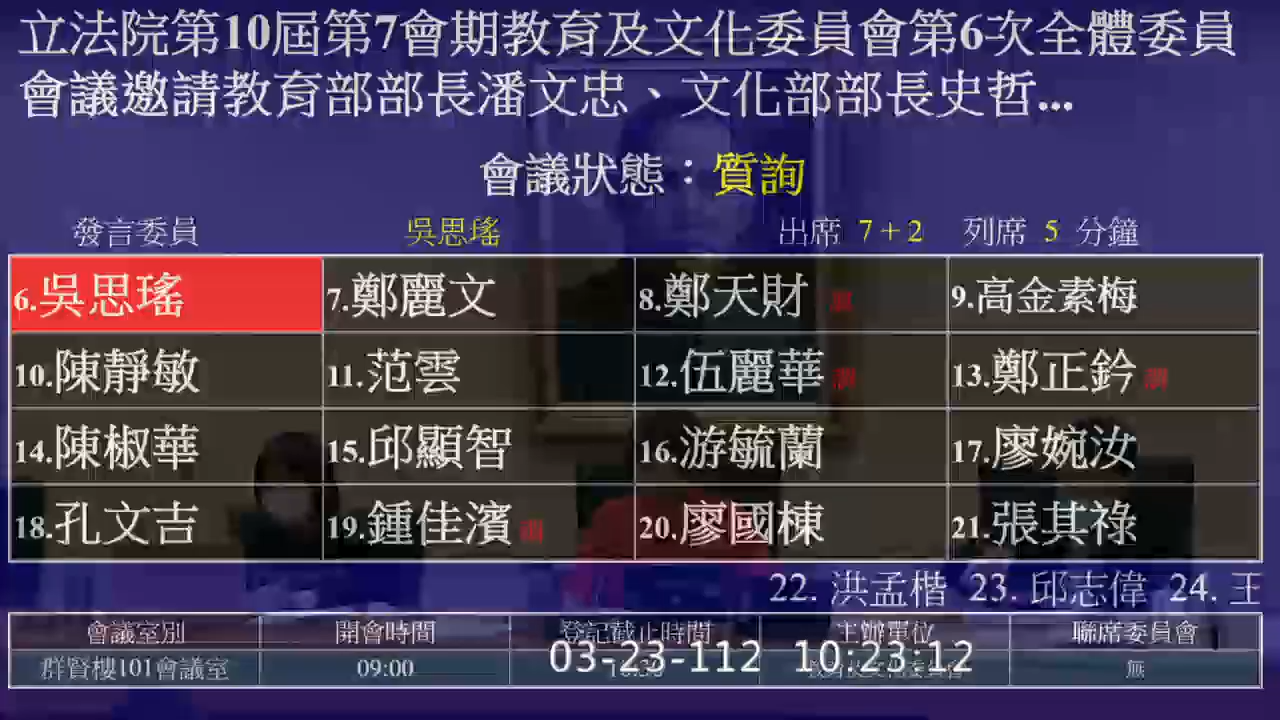 立法院第10屆第7會期教育及文化委員會第6次全體委員
會議邀請教育部部長潘文忠、文化部部長史哲...
會議狀態：質詢
發言委員 吳思瑤 出席 7+2 列席 5 分鐘
6.吳思瑤 7.鄭麗文 8.鄭天財 9.高金素梅
10.陳靜敏 11.范雲 12.伍麗華 13.鄭正鈐
14.陳椒華 15.邱顯智 16.游毓蘭 17.廖婉汝
18.孔文吉 19.鍾佳濱 20.廖國棟 21.張其祿
22. 洪孟楷 23. 邱志偉 24. 王
會議室別 開會時間 登記截止時間 主辦單位 聯席委員會
群賢樓101會議室 09:00 無
03-23-112 10:23:12